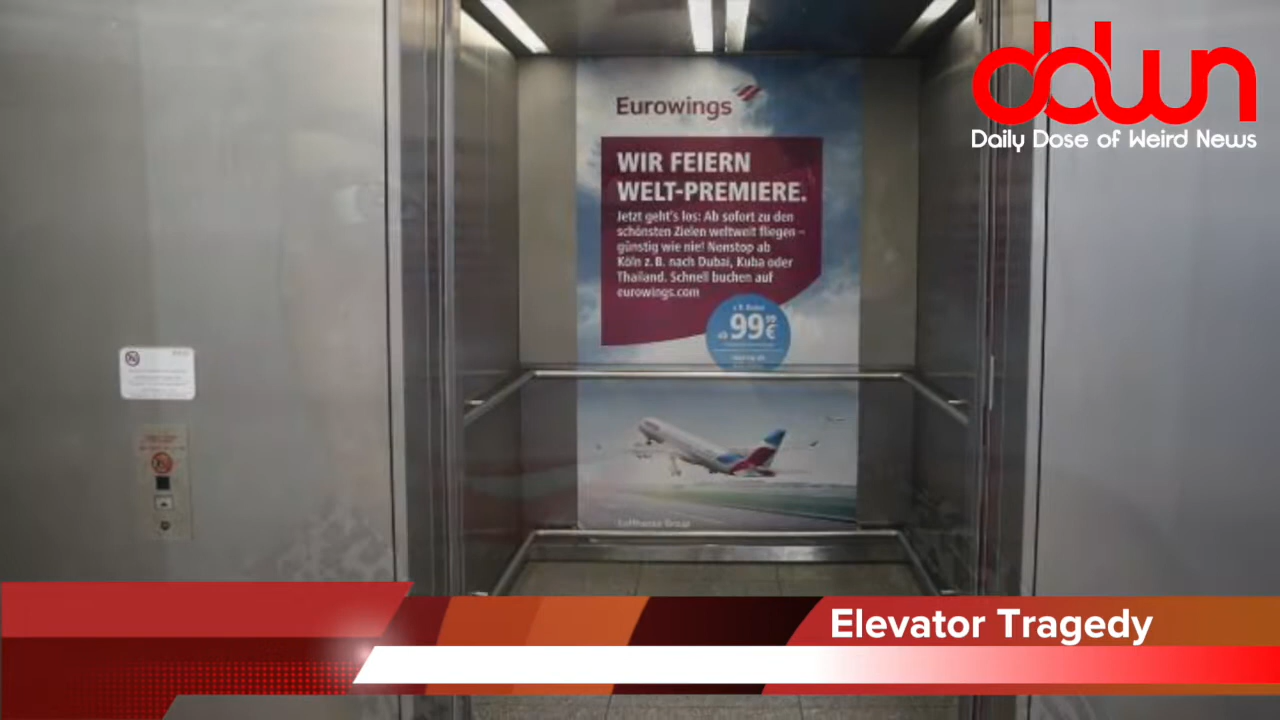 ddwn
Daily Dose of Weird News
Eurowings
WIR FEIERN
WELT-PREMIERE.
Jetzt geht's los: Ab sofort zu den
schönsten Zielen weltweit fliegen –
günstig wie nie! Nonstop ab
Köln z. B. nach Dubai, Kuba oder
Thailand. Schnell buchen auf
eurowings.com
ab 99,99 €
Lufthansa Group
Elevator Tragedy